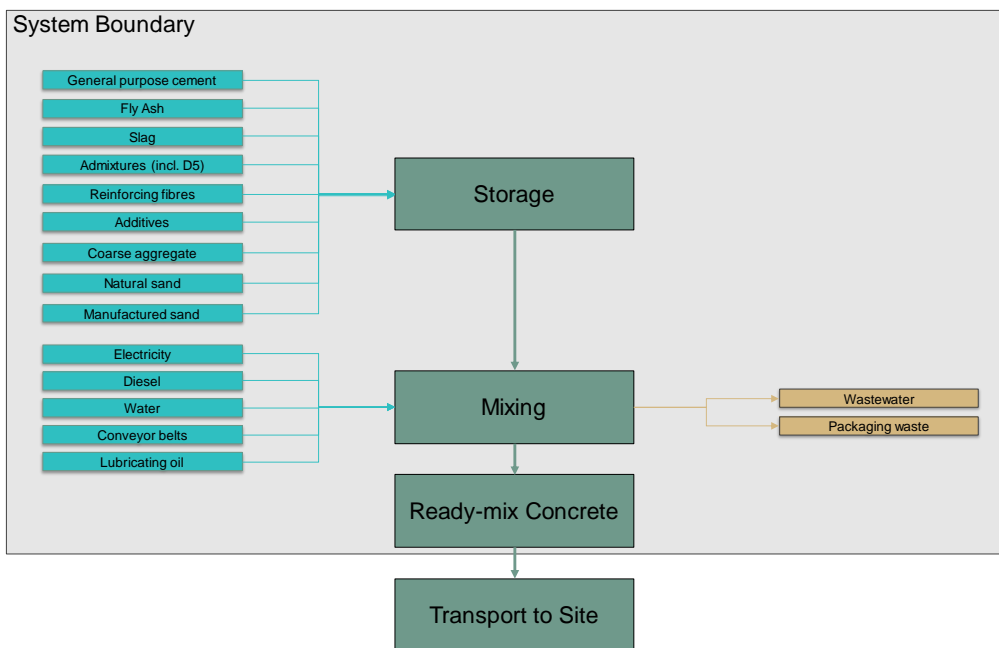 System Boundary
General purpose cement
Fly Ash
Slag
Admixtures (incl. D5)
Reinforcing fibres
Additives
Coarse aggregate
Natural sand
Manufactured sand
Storage
Electricity
Diesel
Water
Conveyor belts
Lubricating oil
Mixing
Wastewater
Packaging waste
Ready-mix Concrete
Transport to Site